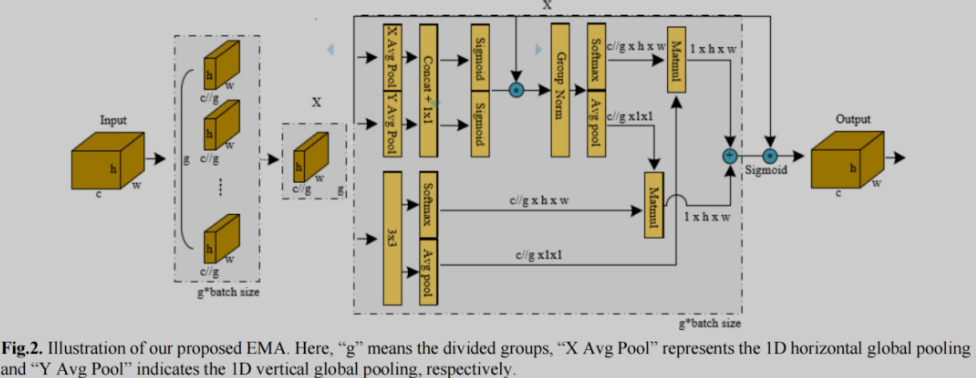 X
Input
h
w
c
h
w
c//g
h
w
c//g
g
h
w
c//g
g*batch size
X
h
w
c//g
g
X Avg Pool
Y Avg Pool
Concat + 1x1
Sigmoid
Sigmoid
Group Norm
Softmax
Avg pool
c//g x h x w
c//g x1x1
Matmul
1 x h x w
3x3
Softmax
Avg pool
c//g x h x w
c//g x1x1
Matmul
1 x h x w
+
Sigmoid
g*batch size
Output
h
w
c
Fig.2. Illustration of our proposed EMA. Here, “g” means the divided groups, “X Avg Pool” represents the 1D horizontal global pooling
and “Y Avg Pool” indicates the 1D vertical global pooling, respectively.